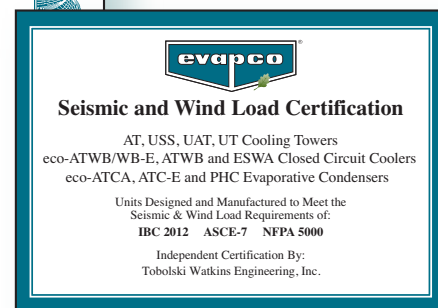 evapco
®
Seismic and Wind Load Certification
AT, USS, UAT, UT Cooling Towers
eco-ATWB/WB-E, ATWB and ESWA Closed Circuit Coolers
eco-ATCA, ATC-E and PHC Evaporative Condensers
Units Designed and Manufactured to Meet the
Seismic & Wind Load Requirements of:
IBC 2012 ASCE-7 NFPA 5000
Independent Certification By:
Tobolski Watkins Engineering, Inc.